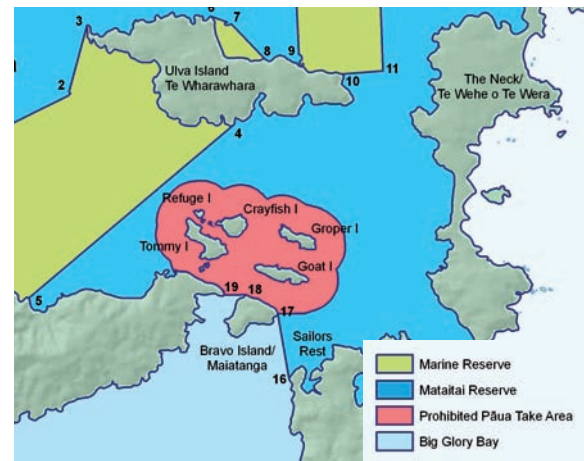 6
3
7
8
9
Ulva Island
Te Wharawhara
10
11
The Neck/
Te Wehe o Te Wera
2
4
Refuge I
Crayfish I
Groper I
Tommy I
Goat I
5
19
18
17
Sailors
Rest
Bravo Island/
Maiatanga
16
Marine Reserve
Mataitai Reserve
Prohibited Pāua Take Area
Big Glory Bay